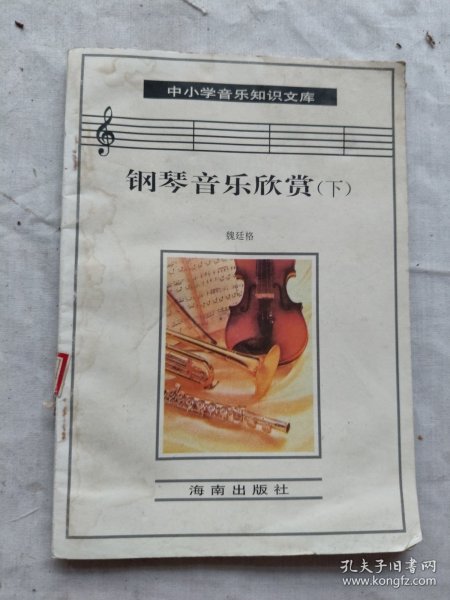 中小学音乐知识文库
钢琴音乐欣赏(下)
魏廷格
海南出版社
孔夫子旧书网
www.kongfz.com